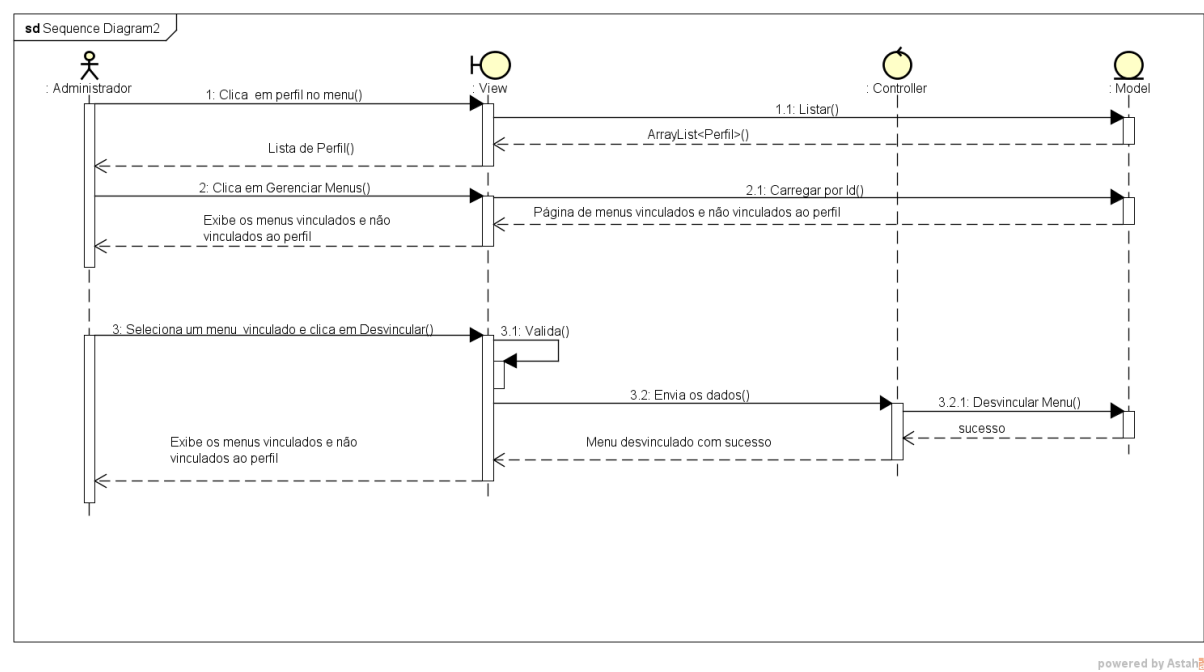 sd Sequence Diagram2
: Administrador
: View
: Controller
: Model
1: Clica em perfil no menu()
1.1: Listar()
ArrayList<Perfil>()
Lista de Perfil()
2: Clica em Gerenciar Menus()
2.1: Carregar por Id()
Página de menus vinculados e não vinculados ao perfil
Exibe os menus vinculados e não
vinculados ao perfil
3: Seleciona um menu vinculado e clica em Desvincular()
3.1: Valida()
3.2: Envia os dados()
3.2.1: Desvincular Menu()
sucesso
Menu desvinculado com sucesso
Exibe os menus vinculados e não
vinculados ao perfil
powered by Astah